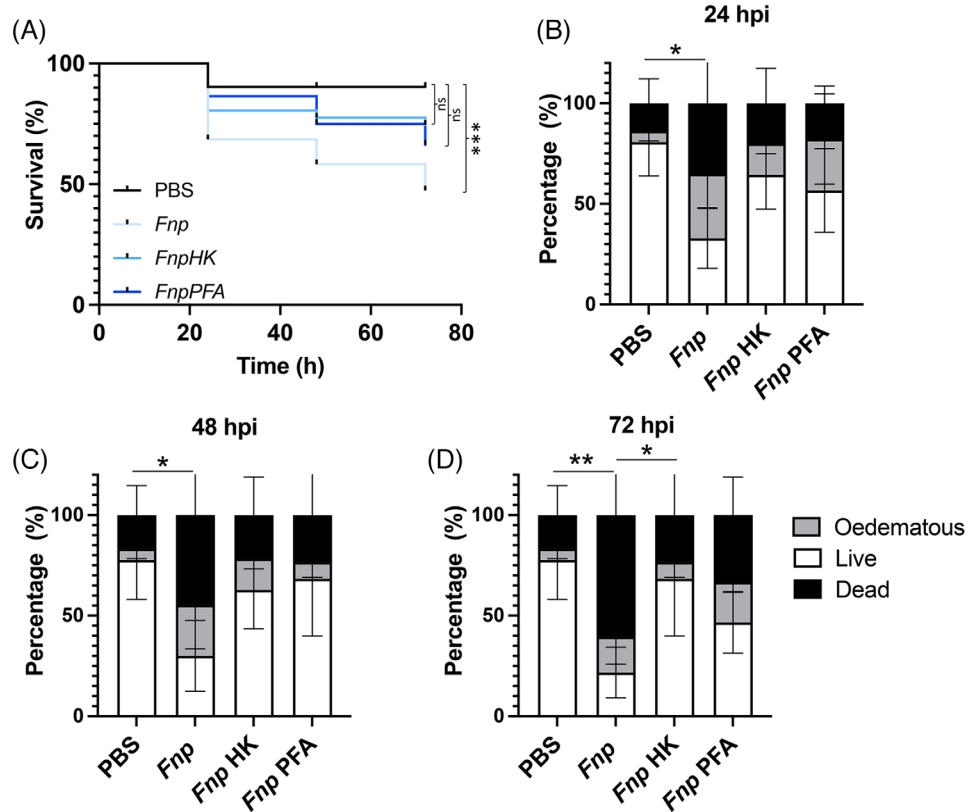 (A)
100
50
0
Survival (%)
PBS
Fnp
FnpHK
FnpPFA
ns
ns
***
0 20 40 60 80
Time (h)
24 hpi
(B)
*
100
50
0
Percentage (%)
PBS
Fnp
Fnp HK
Fnp PFA
48 hpi
(C)
*
100
50
0
Percentage (%)
PBS
Fnp
Fnp HK
Fnp PFA
72 hpi
(D)
**
*
100
50
0
Percentage (%)
PBS
Fnp
Fnp HK
Fnp PFA
Oedematous
Live
Dead